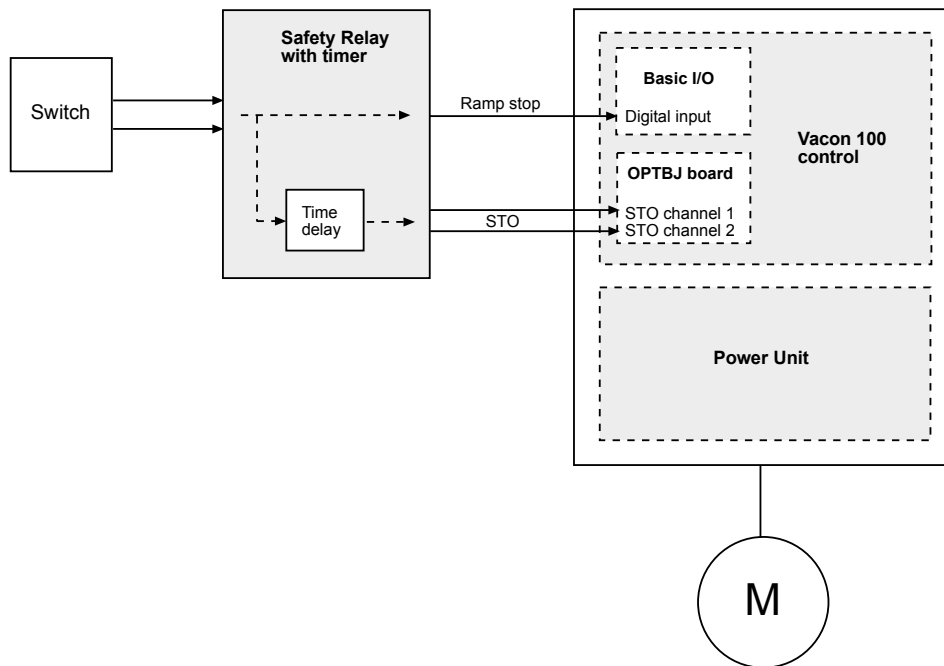 Switch
Safety Relay
with timer
Time
delay
Ramp stop
STO
Basic I/O
Digital input
OPTBJ board
STO channel 1
STO channel 2
Vacon 100
control
Power Unit
M